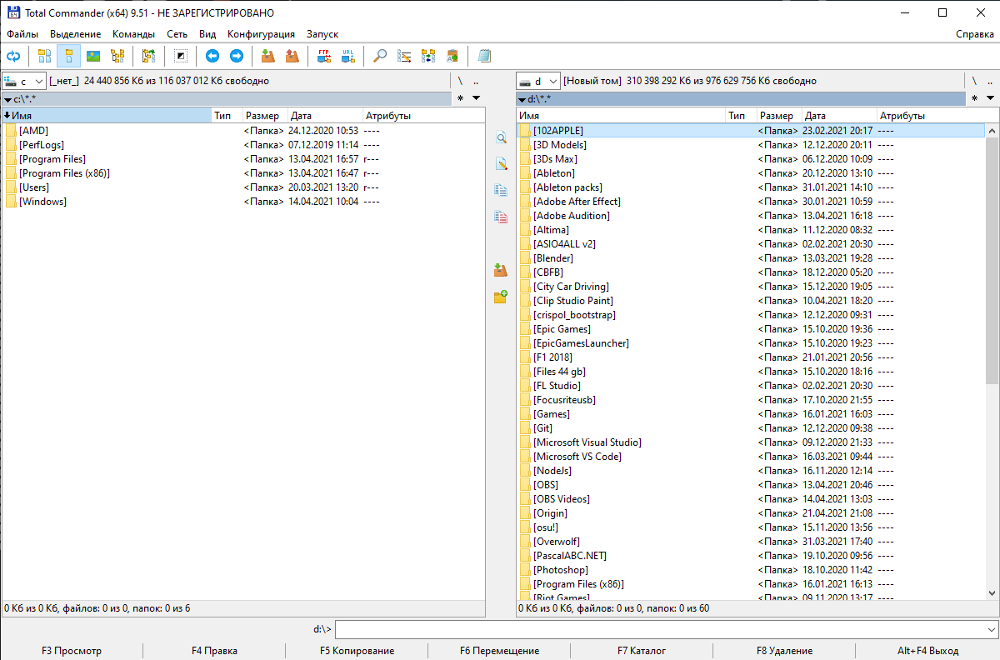 Total Commander (x64) 9.51 - НЕ ЗАРЕГИСТРИРОВАНО
Файлы Выделение Команды Сеть Вид Конфигурация Запуск Справка
FTP URL
c [_нет_] 24 440 856 Кб из 116 037 012 Кб свободно \ ..
c:\*.* * 
Имя Тип Размер Дата Атрибуты
[AMD] <Папка> 24.12.2020 10:53 ----
[PerfLogs] <Папка> 07.12.2019 11:14 ----
[Program Files] <Папка> 13.04.2021 16:57 r---
[Program Files (x86)] <Папка> 13.04.2021 16:47 r---
[Users] <Папка> 20.03.2021 13:20 r---
[Windows] <Папка> 14.04.2021 10:04 ----
0 Кб из 0 Кб, файлов: 0 из 0, папок: 0 из 6
d [Новый том] 310 398 292 Кб из 976 629 756 Кб свободно \ ..
d:\*.* *
Имя Тип Размер Дата Атрибуты
[102APPLE] <Папка> 23.02.2021 20:17 ----
[3D Models] <Папка> 12.12.2020 20:11 ----
[3Ds Max] <Папка> 06.12.2020 10:09 ----
[Ableton] <Папка> 20.12.2020 13:10 ----
[Ableton packs] <Папка> 31.01.2021 14:10 ----
[Adobe After Effect] <Папка> 30.01.2021 10:59 ----
[Adobe Audition] <Папка> 13.04.2021 16:18 ----
[Altima] <Папка> 11.12.2020 08:32 ----
[ASIO4ALL v2] <Папка> 02.02.2021 20:30 ----
[Blender] <Папка> 13.03.2021 19:28 ----
[CBFB] <Папка> 18.12.2020 05:20 ----
[City Car Driving] <Папка> 15.12.2020 19:05 ----
[Clip Studio Paint] <Папка> 10.04.2021 18:20 ----
[crispol_bootstrap] <Папка> 12.12.2020 09:31 ----
[Epic Games] <Папка> 15.10.2020 19:36 ----
[EpicGamesLauncher] <Папка> 15.10.2020 19:23 ----
[F1 2018] <Папка> 21.01.2021 20:56 ----
[Files 44 gb] <Папка> 15.10.2020 18:16 ----
[FL Studio] <Папка> 02.02.2021 20:30 ----
[Focusriteusb] <Папка> 17.10.2020 21:55 ----
[Games] <Папка> 16.01.2021 16:03 ----
[Git] <Папка> 12.12.2020 09:38 ----
[Microsoft Visual Studio] <Папка> 09.12.2020 21:33 ----
[Microsoft VS Code] <Папка> 16.03.2021 09:44 ----
[NodeJs] <Папка> 16.11.2020 12:14 ----
[OBS] <Папка> 13.04.2021 20:46 ----
[OBS Videos] <Папка> 14.04.2021 13:03 ----
[Origin] <Папка> 21.04.2021 21:08 ----
[osu!] <Папка> 15.11.2020 13:56 ----
[Overwolf] <Папка> 31.03.2021 17:40 ----
[PascalABC.NET] <Папка> 19.10.2020 09:56 ----
[Photoshop] <Папка> 18.10.2020 11:42 ----
[Program Files (x86)] <Папка> 16.01.2021 16:13 ----
[Riot Games] <Папка> 09.11.2020 13:17 ----
0 Кб из 0 Кб, файлов: 0 из 0, папок: 0 из 60
d:\>
F3 Просмотр F4 Правка F5 Копирование F6 Перемещение F7 Каталог F8 Удаление Alt+F4 Выход